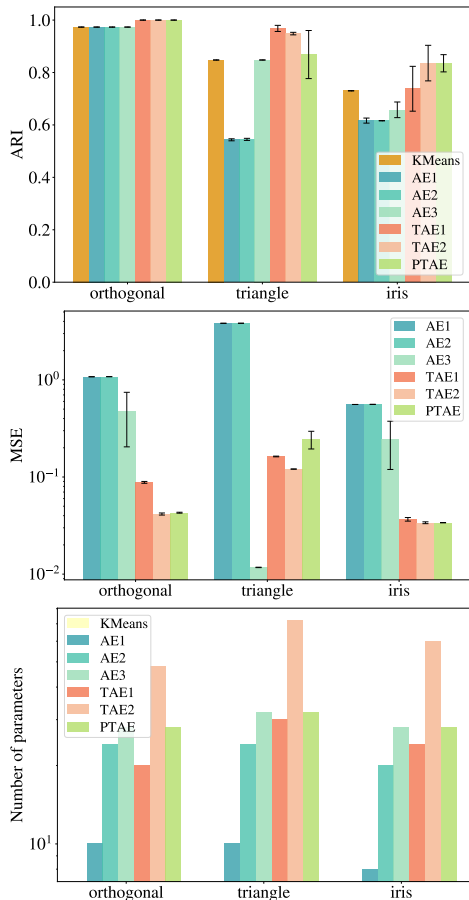 1.0
0.8
0.6
0.4
0.2
0.0
ARI
KMeans
AE1
AE2
AE3
TAE1
TAE2
PTAE
orthogonal triangle iris
10^0
10^-1
10^-2
MSE
AE1
AE2
AE3
TAE1
TAE2
PTAE
orthogonal triangle iris
Number of parameters
10^1
KMeans
AE1
AE2
AE3
TAE1
TAE2
PTAE
orthogonal triangle iris